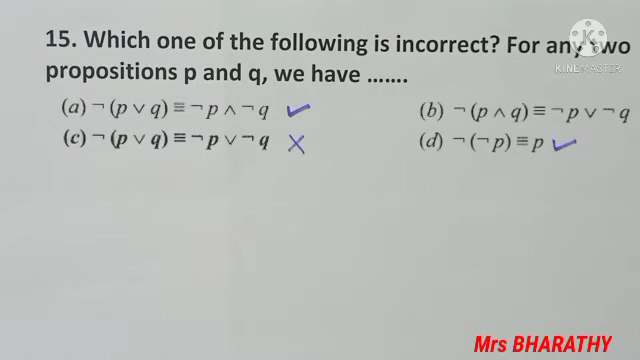 15. Which one of the following is incorrect? For any two
KINEMASTER
propositions p and q, we have …….
(a) ¬ (p ∨ q) ≡ ¬ p ∧ ¬ q
(b) ¬ (p ∧ q) ≡ ¬ p ∨ ¬ q
(c) ¬ (p ∨ q) ≡ ¬ p ∨ ¬ q
(d) ¬ (¬ p) ≡ p
Mrs BHARATHY